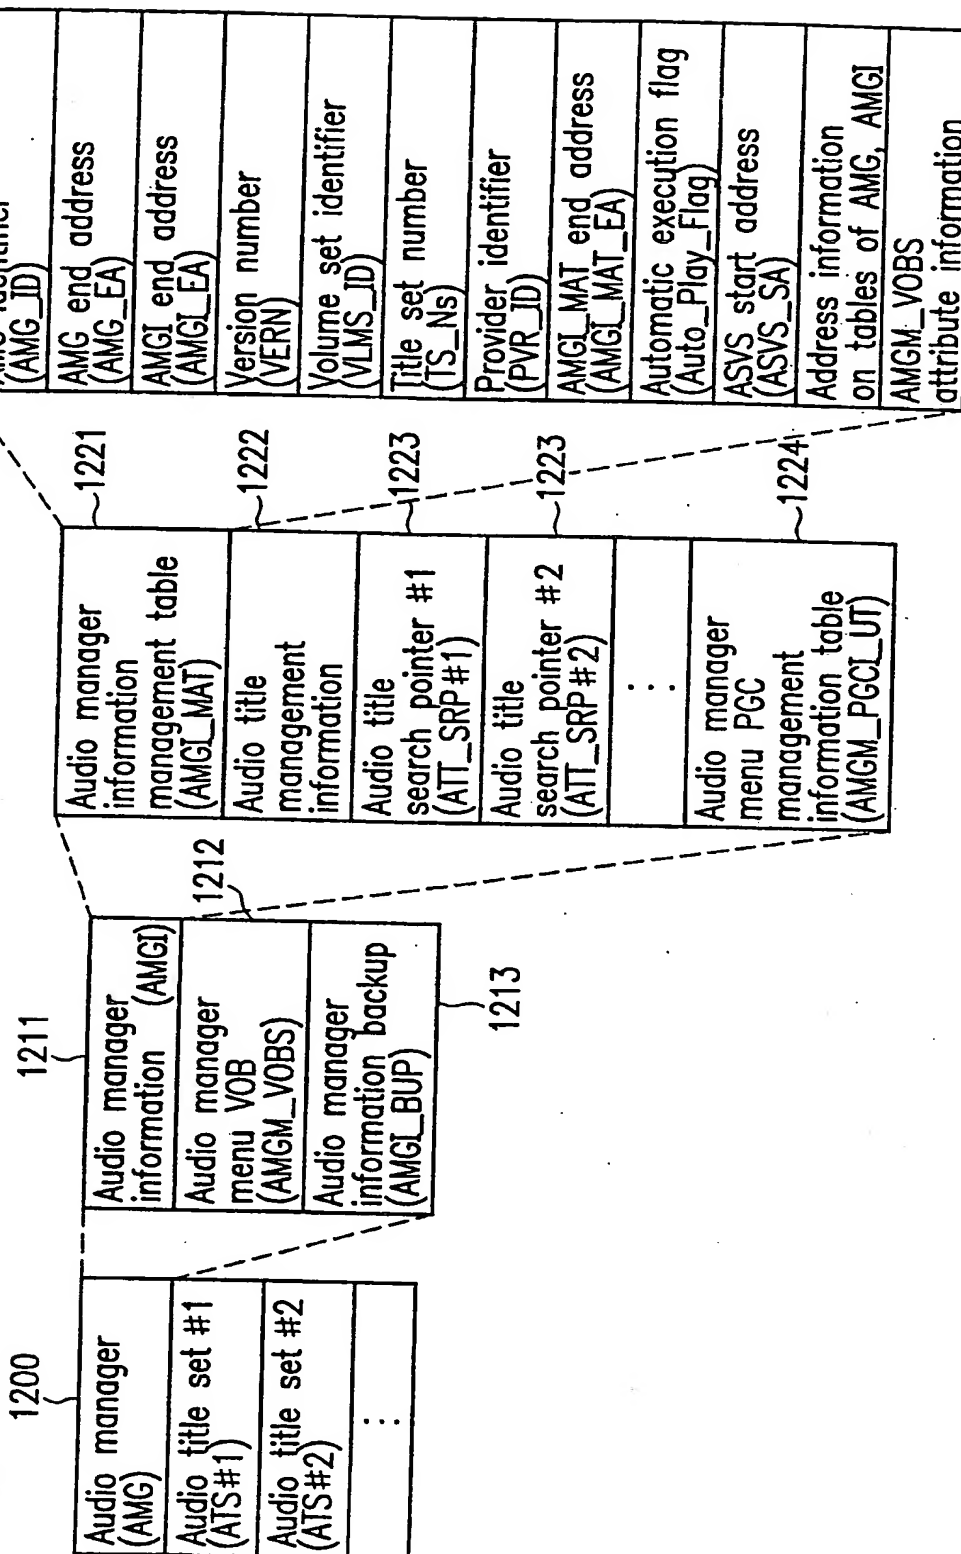 1200
Audio manager
(AMG)
Audio title set #1
(ATS#1)
Audio title set #2
(ATS#2)
⋮
1211
Audio manager
information (AMGI)
Audio manager
menu VOB
(AMGM_VOBS)
1212
Audio manager
information backup
(AMGI_BUP)
1213
Audio manager
information
management table
(AMGI_MAT)
1221
Audio title
management
information
1222
Audio title
search pointer #1
(ATT_SRP#1)
1223
Audio title
search pointer #2
(ATT_SRP#2)
1223
⋮
Audio manager
menu PGC
management
information table
(AMGM_PGCI_UT)
1224
identifier
(AMG_ID)
AMG end address
(AMG_EA)
AMGI end address
(AMGI_EA)
Version number
(VERN)
Volume set identifier
(VLMS_ID)
Title set number
(TS_Ns)
Provider identifier
(PVR_ID)
AMGI_MAT end address
(AMGI_MAT_EA)
Automatic execution flag
(Auto_Play_Flag)
ASVS start address
(ASVS_SA)
Address information
on tables of AMG, AMGI
AMGM_VOBS
attribute information